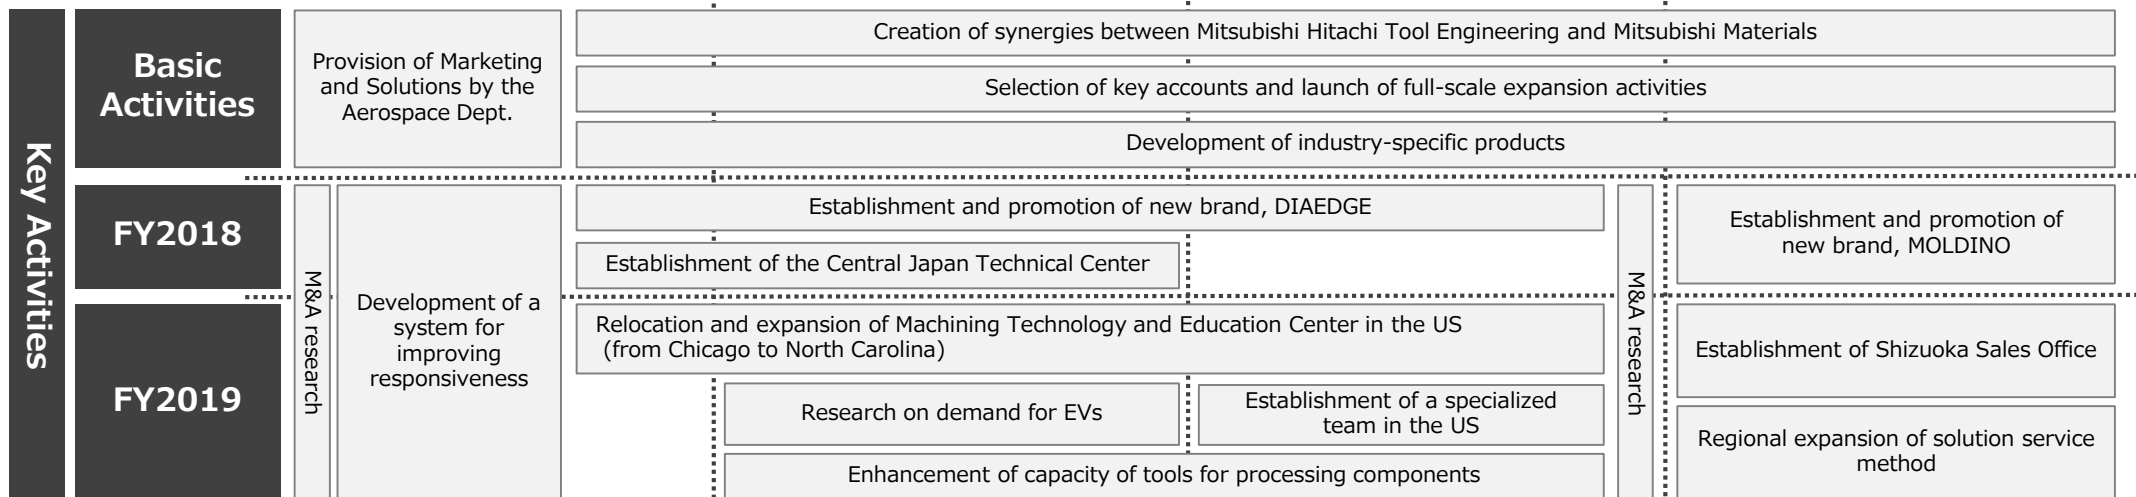 Key Activities
Basic
Activities
Provision of Marketing
and Solutions by the
Aerospace Dept.
Creation of synergies between Mitsubishi Hitachi Tool Engineering and Mitsubishi Materials
Selection of key accounts and launch of full-scale expansion activities
Development of industry-specific products
FY2018
M&A research
Development of a
system for
improving
responsiveness
Establishment and promotion of new brand, DIAEDGE
Establishment of the Central Japan Technical Center
M&A research
Establishment and promotion of
new brand, MOLDINO
FY2019
Relocation and expansion of Machining Technology and Education Center in the US
(from Chicago to North Carolina)
Research on demand for EVs
Establishment of a specialized
team in the US
Enhancement of capacity of tools for processing components
Establishment of Shizuoka Sales Office
Regional expansion of solution service
method